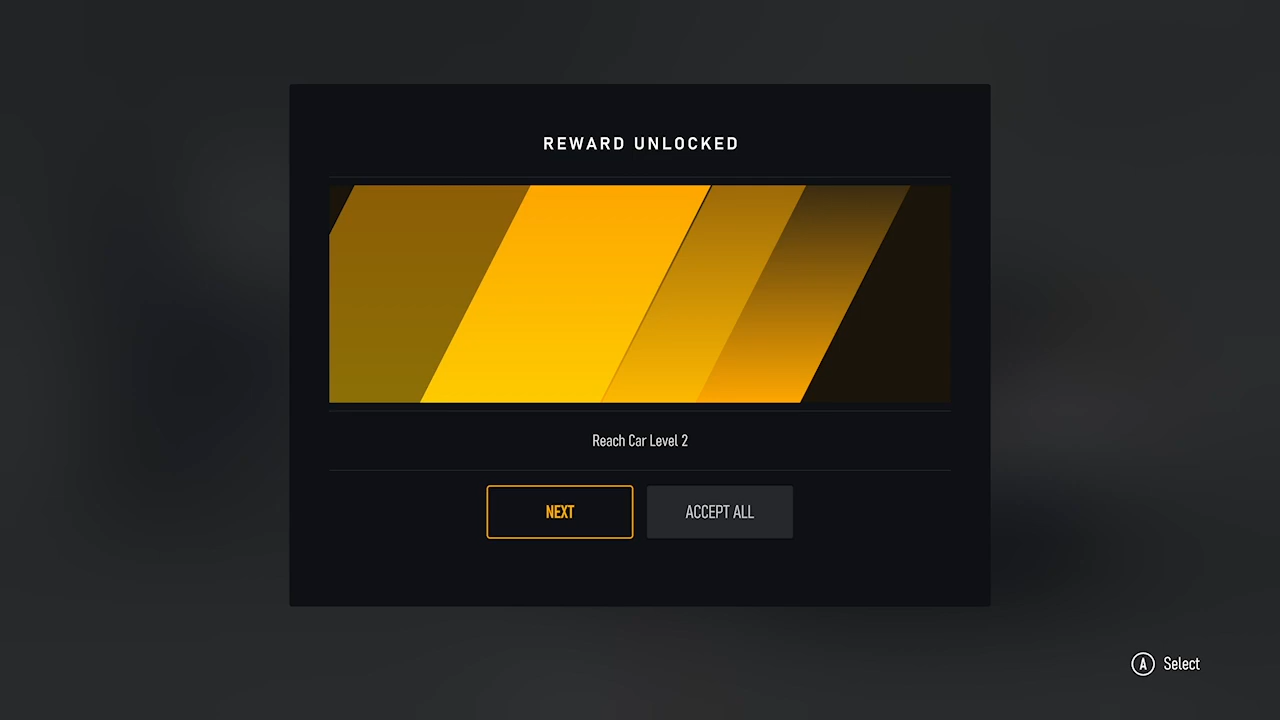 REWARD UNLOCKED
Reach Car Level 2
NEXT
ACCEPT ALL
A Select